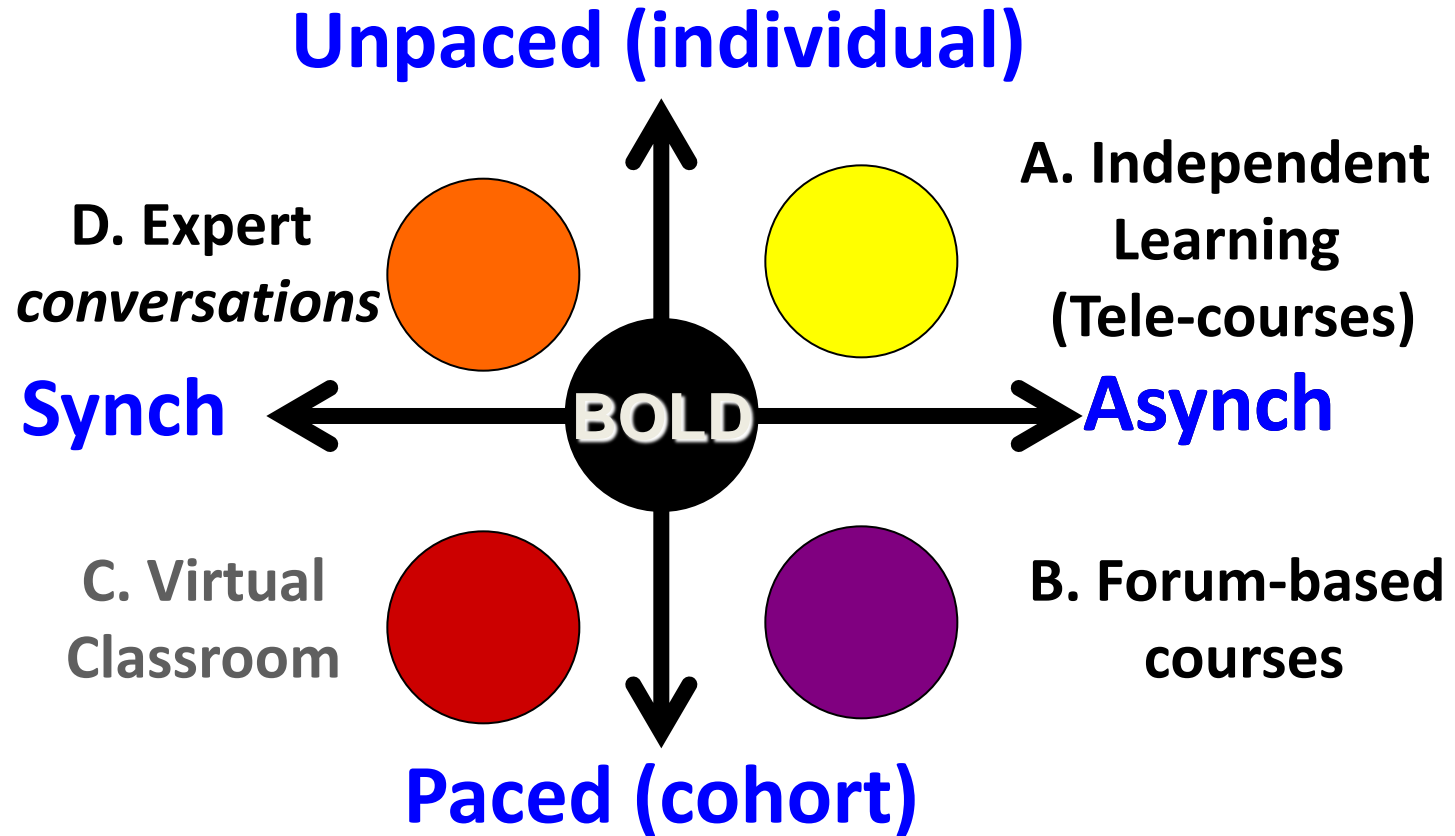 Unpaced (individual)
A. Independent
Learning
(Tele-courses)
D. Expert
conversations
Synch
BOLD
Asynch
C. Virtual
Classroom
B. Forum-based
courses
Paced (cohort)